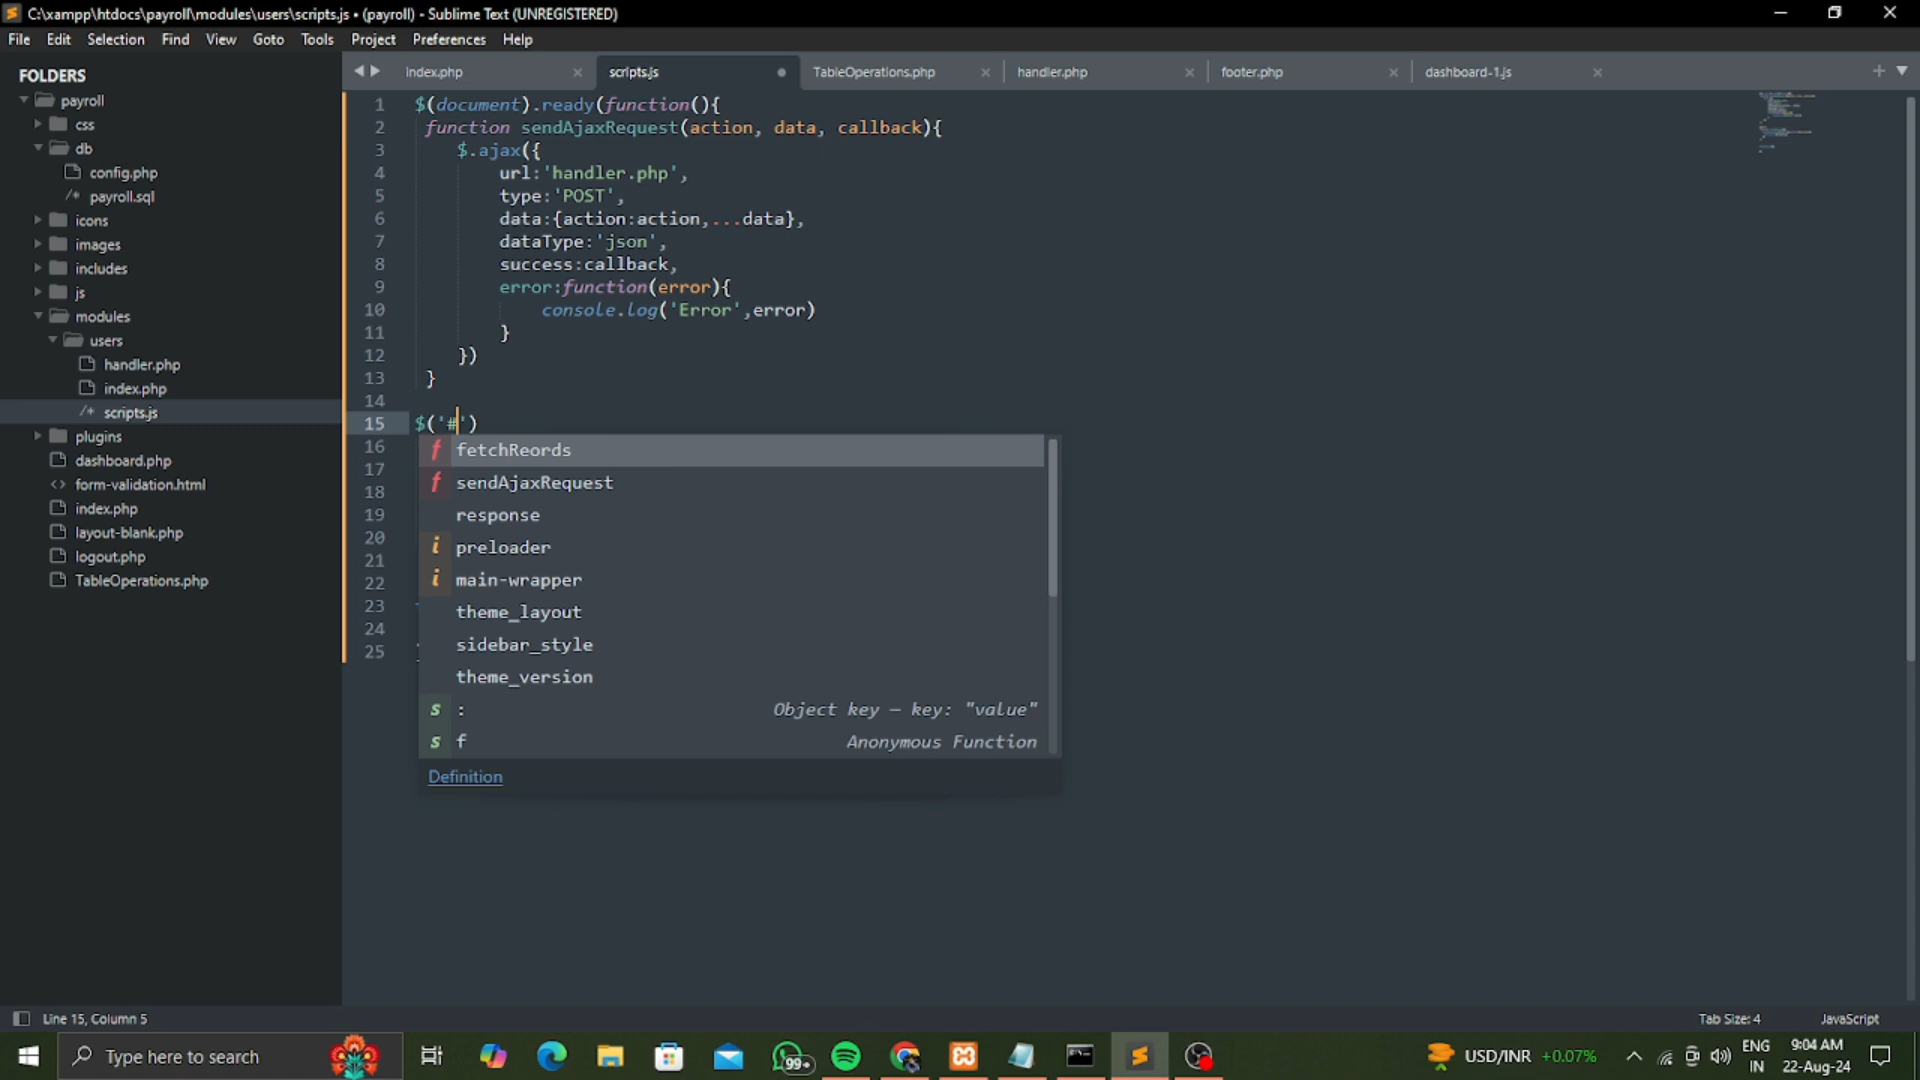 C:\xampp\htdocs\payroll\modules\users\scripts.js • (payroll) - Sublime Text (UNREGISTERED)
File Edit Selection Find View Goto Tools Project Preferences Help
FOLDERS
payroll
css
db
config.php
/* payroll.sql
icons
images
includes
js
modules
users
handler.php
index.php
/* scripts.js
plugins
dashboard.php
<> form-validation.html
index.php
layout-blank.php
logout.php
TableOperations.php
index.php scripts.js TableOperations.php handler.php footer.php dashboard-1.js
1 $(document).ready(function(){
2 function sendAjaxRequest(action, data, callback){
3 $.ajax({
4 url:'handler.php',
5 type:'POST',
6 data:{action:action,...data},
7 dataType:'json',
8 success:callback,
9 error:function(error){
10 console.log('Error',error)
11 }
12 })
13 }
14
15 $('#')
16
17
18
19
20
21
22
23
24
25
f fetchReords
f sendAjaxRequest
response
i preloader
i main-wrapper
theme_layout
sidebar_style
theme_version
s : Object key — key: "value"
s f Anonymous Function
Definition
Line 15, Column 5 Tab Size: 4 JavaScript
Type here to search 99+ USD/INR +0.07% ENG IN 9:04 AM 22-Aug-24